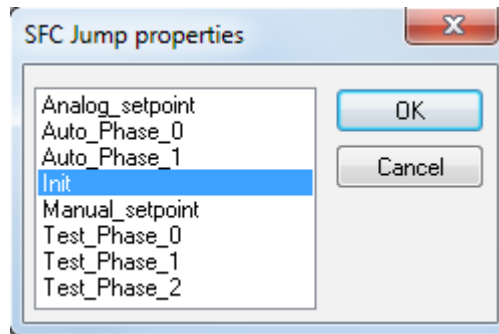 SFC Jump properties
Analog_setpoint
Auto_Phase_0
Auto_Phase_1
Init
Manual_setpoint
Test_Phase_0
Test_Phase_1
Test_Phase_2
OK
Cancel